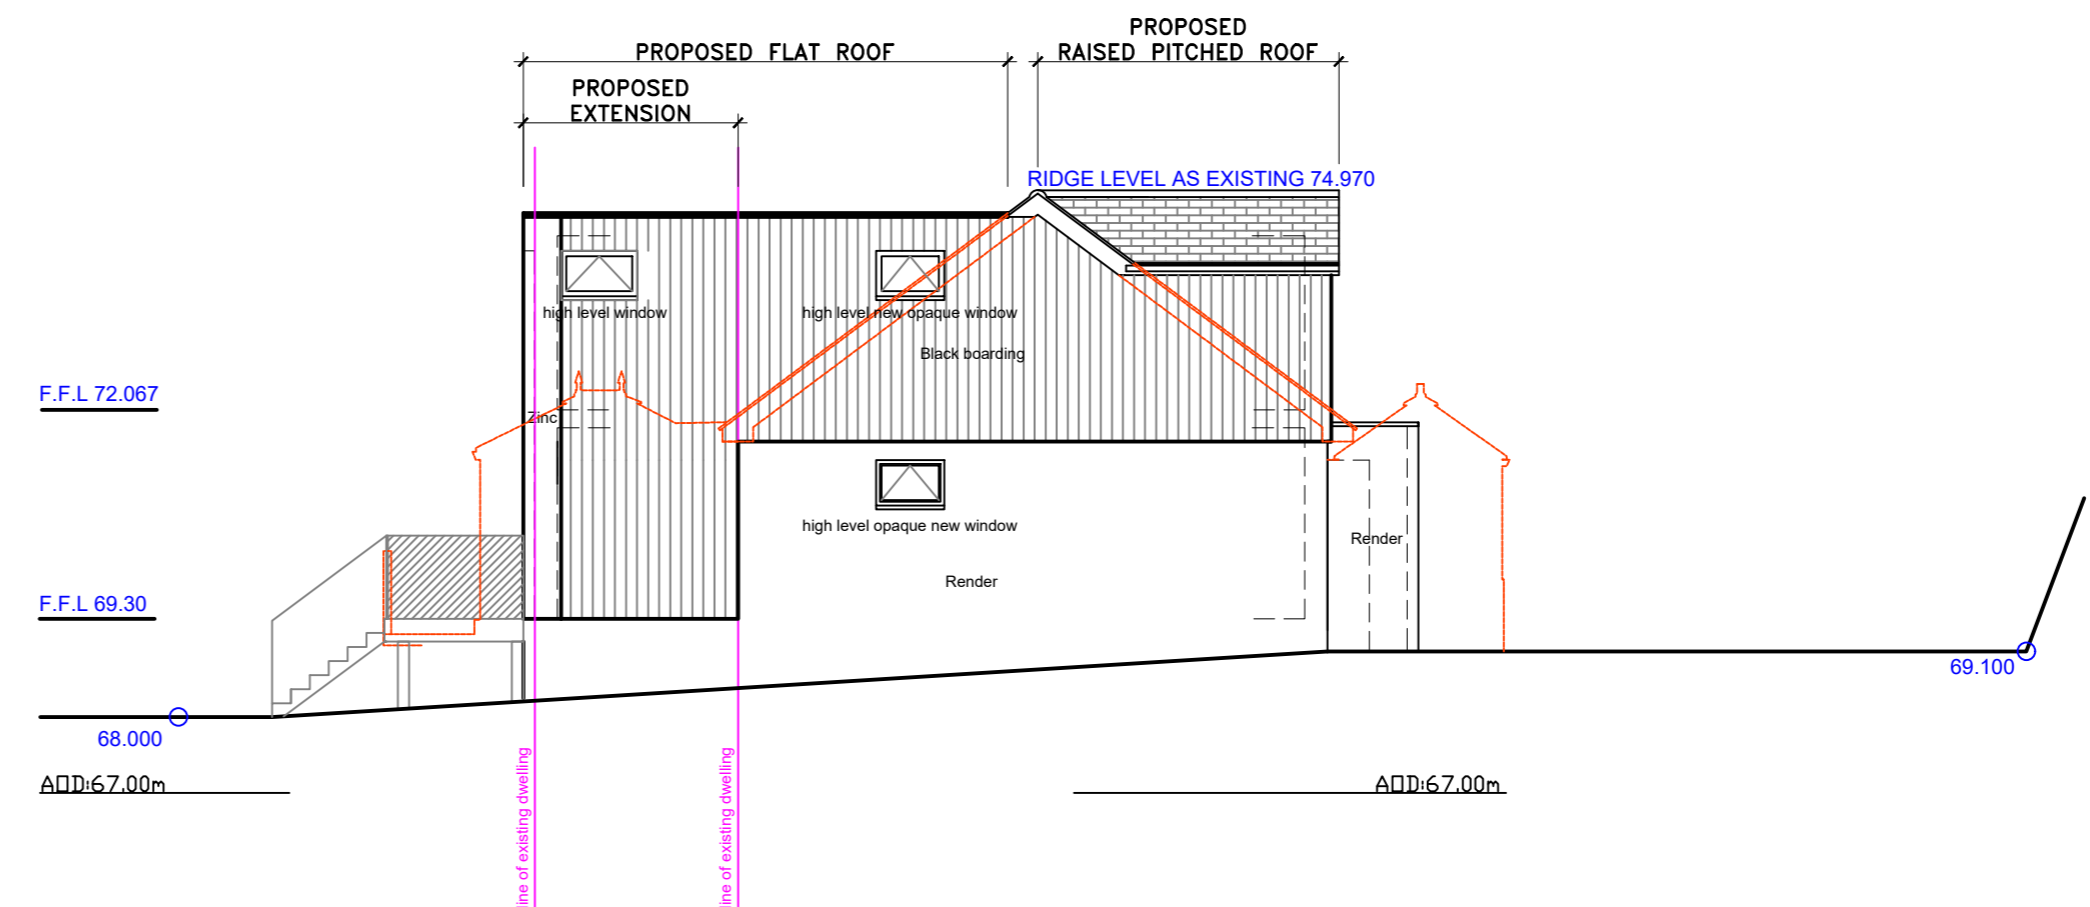 PROPOSED
PROPOSED FLAT ROOF
RAISED PITCHED ROOF
PROPOSED
EXTENSION
RIDGE LEVEL AS EXISTING 74.970
high level window
high level new opaque window
Black boarding
F.F.L 72.067
Zinc
high level opaque new window
Render
Render
F.F.L 69.30
69.100
68.000
AOD:67.00m
AOD:67.00m
line of existing dwelling
line of existing dwelling